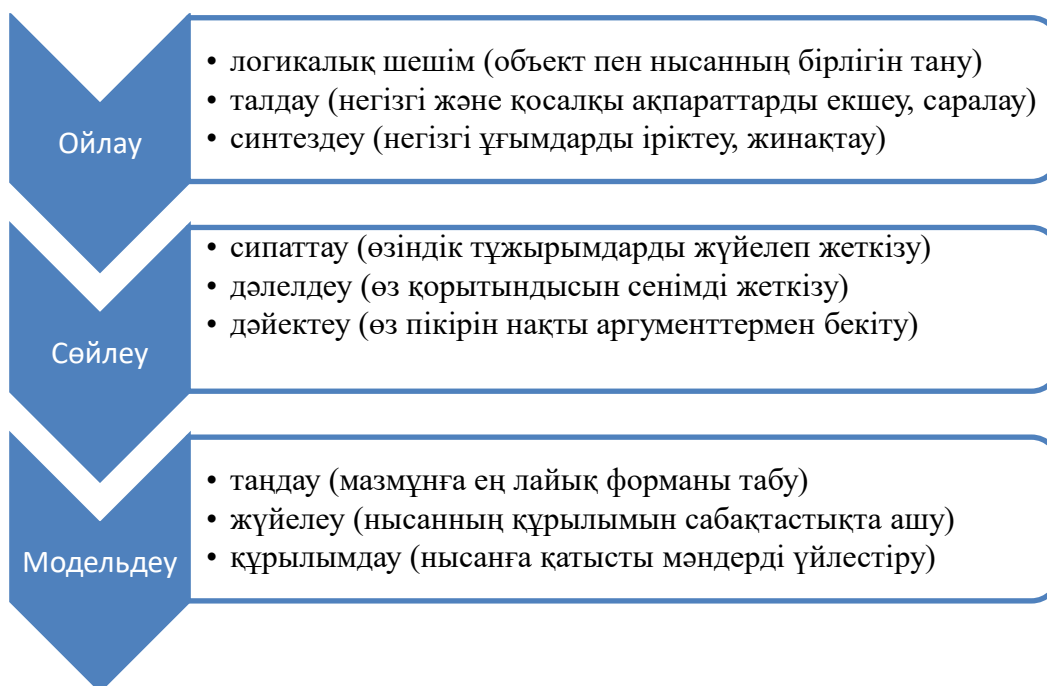 Ойлау
• логикалық шешім (объект пен нысанның бірлігін тану)
• талдау (негізгі және қосалқы ақпараттарды екшеу, саралау)
• синтездеу (негізгі ұғымдарды іріктеу, жинақтау)
Сөйлеу
• сипаттау (өзіндік тұжырымдарды жүйелеп жеткізу)
• дәлелдеу (өз қорытындысын сенімді жеткізу)
• дәйектеу (өз пікірін нақты аргументтермен бекіту)
Модельдеу
• таңдау (мазмұнға ең лайық форманы табу)
• жүйелеу (нысанның құрылымын сабақтастықта ашу)
• құрылымдау (нысанға қатысты мәндерді үйлестіру)